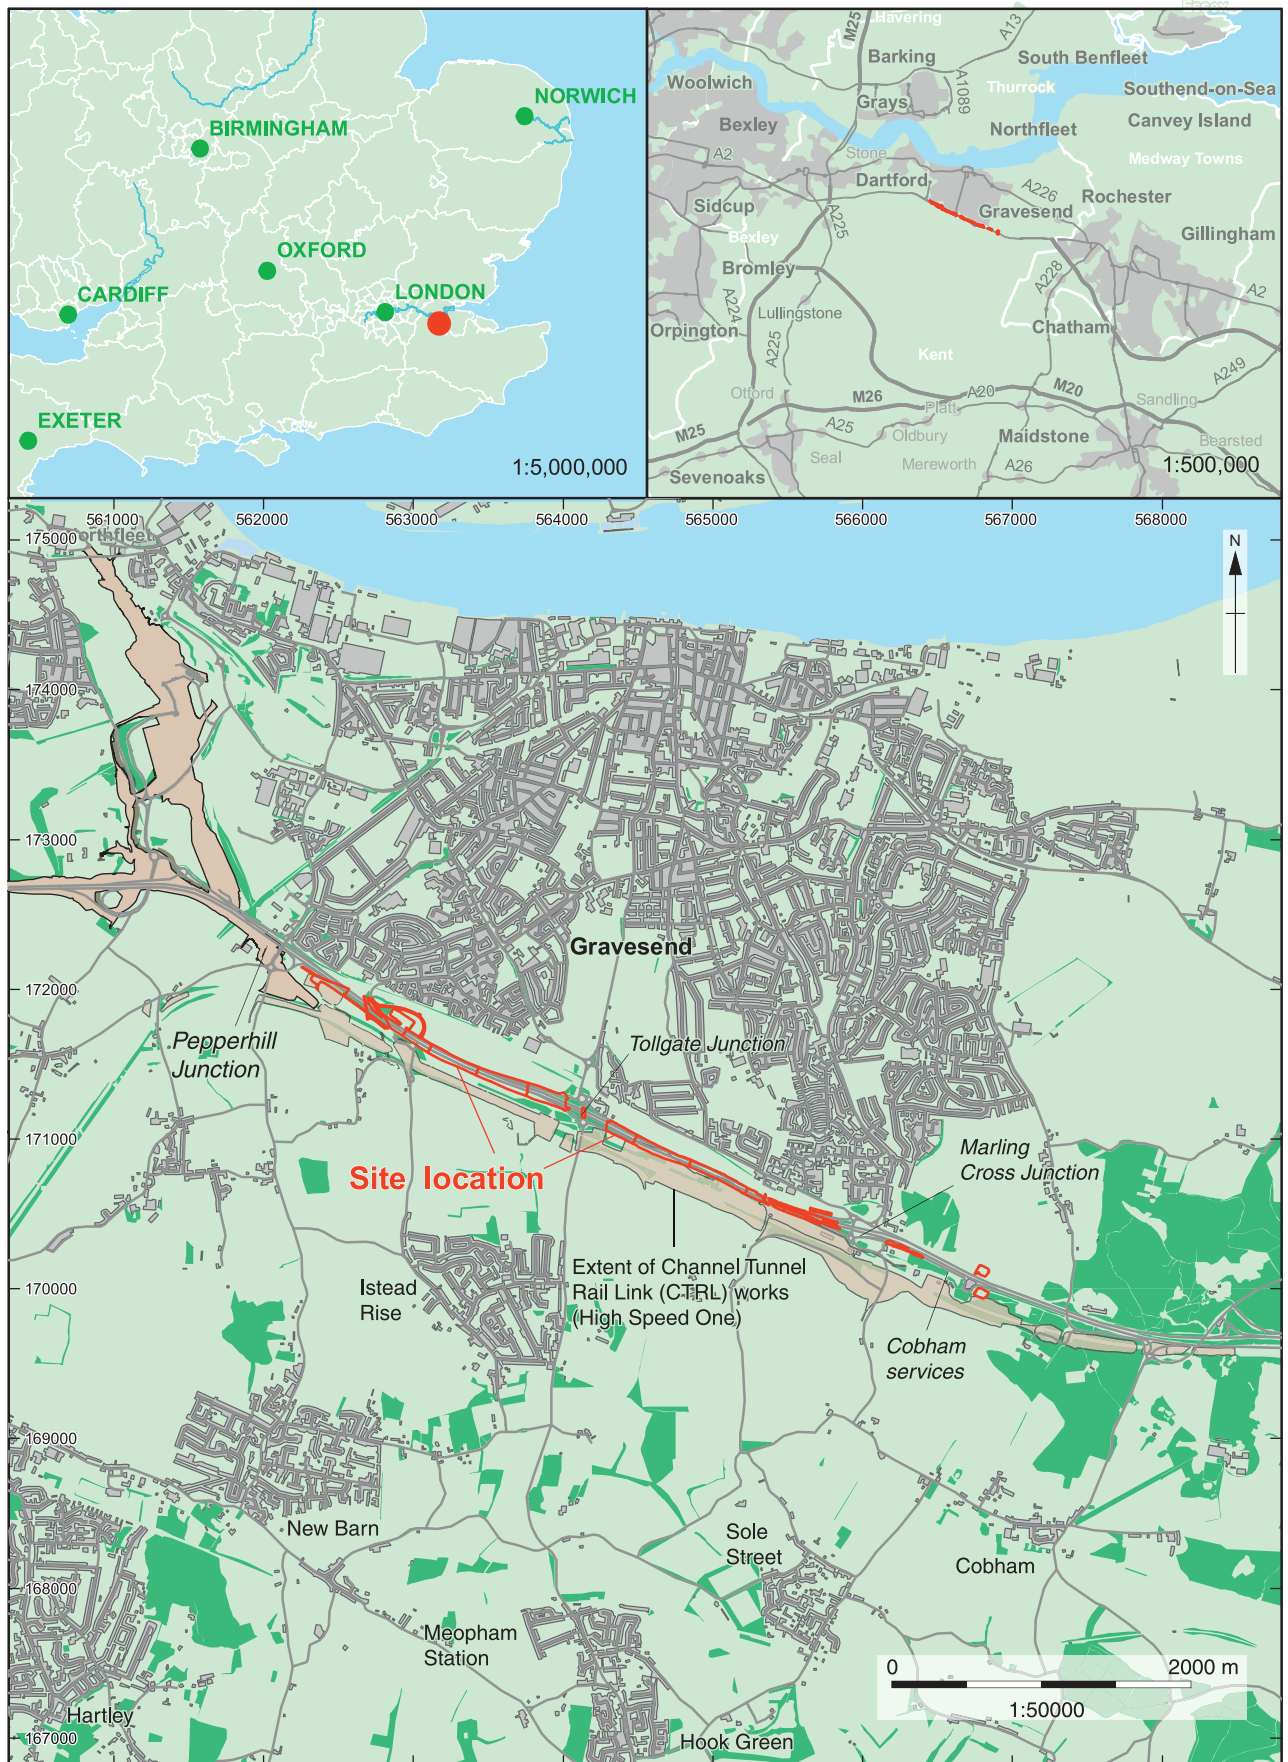 NORWICH
BIRMINGHAM
OXFORD
CARDIFF
LONDON
EXETER
1:5,000,000
Essex
Havering
M25
A13
Barking
South Benfleet
Woolwich
A1089
Thurrock
Southend-on-Sea
Grays
Bexley
Northfleet
Canvey Island
A2
Stone
Medway Towns
Dartford
A226
Rochester
Sidcup
A225
Gravesend
Gillingham
Bexley
Bromley
A228
A2
A224
Lullingstone
Orpington
Chatham
A225
Kent
A249
Otford
M26
A20
M20
Platt
Sandling
M25
A25
Oldbury
Maidstone
Bearsted
Seal
Mereworth
A26
Sevenoaks
1:500,000
561000
562000
563000
564000
565000
566000
567000
568000
175000
174000
173000
172000
171000
170000
169000
168000
167000
N
orthfleet
Gravesend
Pepperhill
Junction
Tollgate Junction
Site location
Marling
Cross Junction
Extent of Channel Tunnel
Rail Link (CTRL) works
(High Speed One)
Istead
Rise
Cobham
services
New Barn
Sole
Street
Cobham
Meopham
Station
Hartley
Hook Green
0
2000 m
1:50000